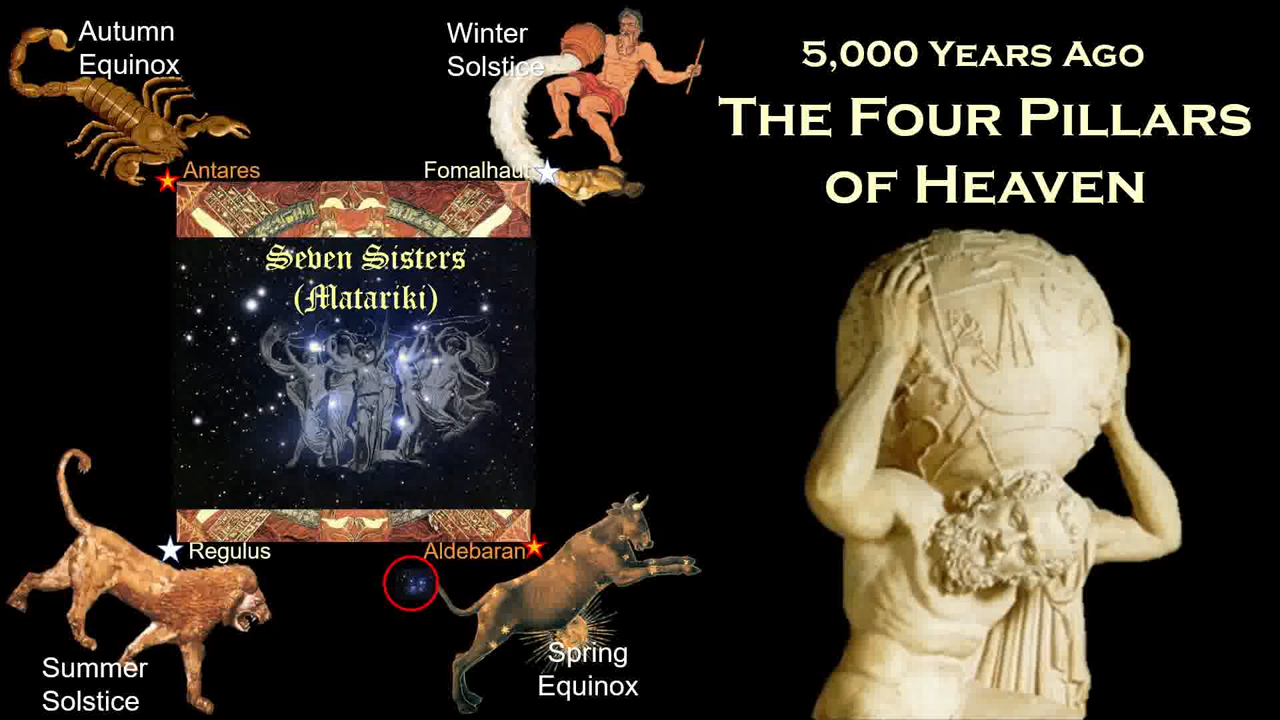 Autumn
Equinox
Winter
Solstice
5,000 Years Ago
The Four Pillars
of Heaven
Antares
Fomalhaut
Seven Sisters
(Matariki)
Regulus
Aldebaran
Summer
Solstice
Spring
Equinox